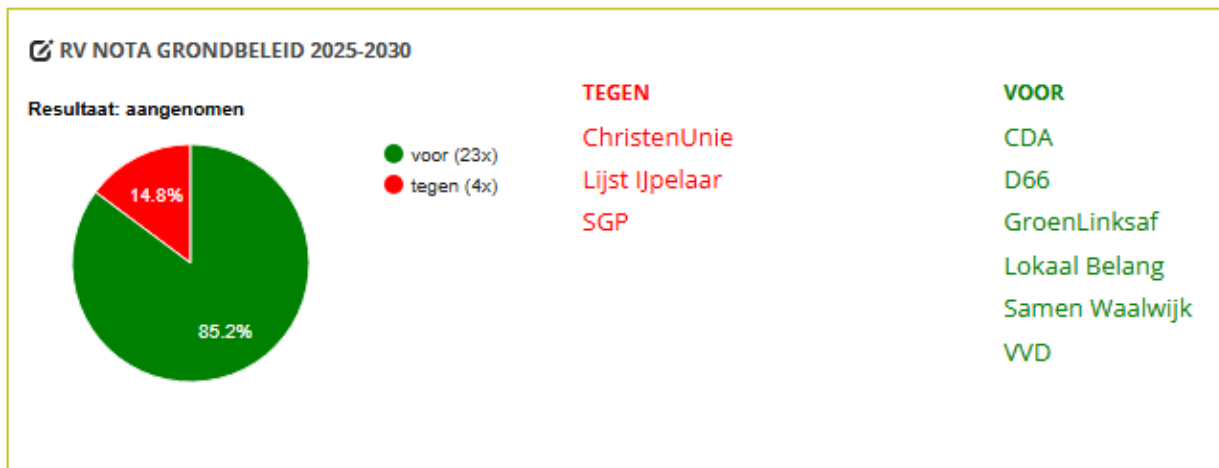 RV NOTA GRONDBELEID 2025-2030
Resultaat: aangenomen
voor (23x)
tegen (4x)
14.8%
85.2%
TEGEN
ChristenUnie
Lijst IJpelaar
SGP
VOOR
CDA
D66
GroenLinksaf
Lokaal Belang
Samen Waalwijk
VVD